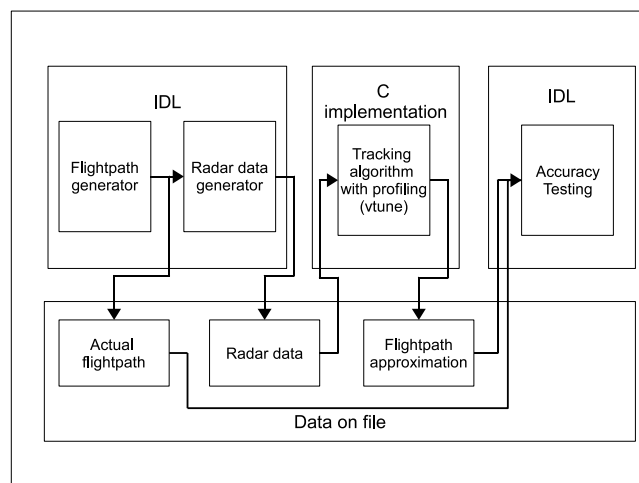 IDL
Flightpath
generator
Radar data
generator
C
implementation
Tracking
algorithm
with profiling
(vtune)
IDL
Accuracy
Testing
Actual
flightpath
Radar data
Flightpath
approximation
Data on file